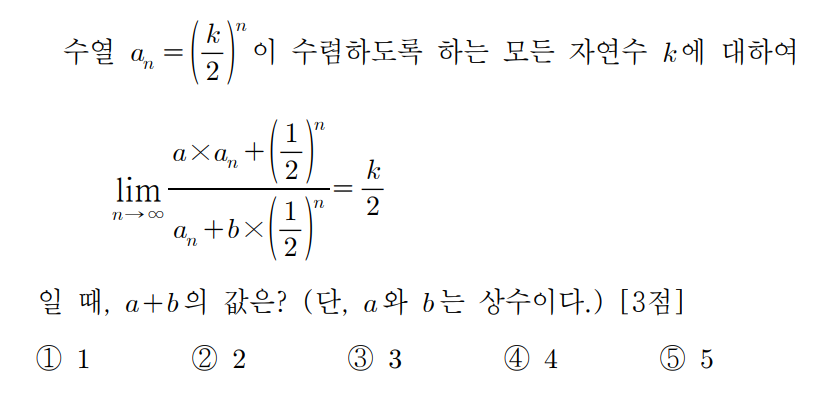 수열 $a_n=\left(\frac{k}{2}\right)^n$이 수렴하도록 하는 모든 자연수 $k$에 대하여
$\lim_{n\to\infty}\frac{a\times a_n+\left(\frac{1}{2}\right)^n}{a_n+b\times\left(\frac{1}{2}\right)^n}=\frac{k}{2}$
일 때, $a+b$의 값은? (단, $a$와 $b$는 상수이다.) [3점]
① 1 ② 2 ③ 3 ④ 4 ⑤ 5